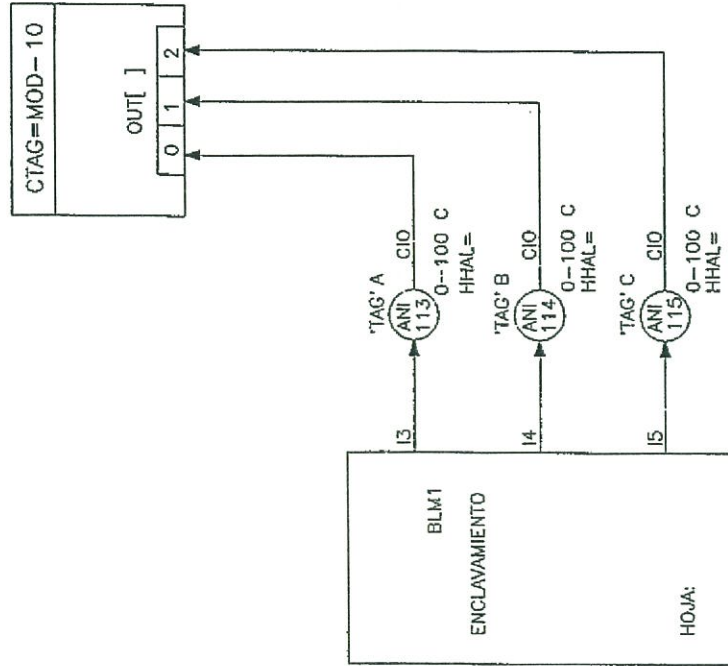 CTAG=MOD-10
OUT[ ]
0 1 2
'TAG' A
ANI
113
CIO
0-100 C
HHAL=
I3
'TAG' B
ANI
114
CIO
0-100 C
HHAL=
I4
'TAG' C
ANI
115
CIO
0-100 C
HHAL=
I5
BLM1
ENCLAVAMIENTO
HOJA: